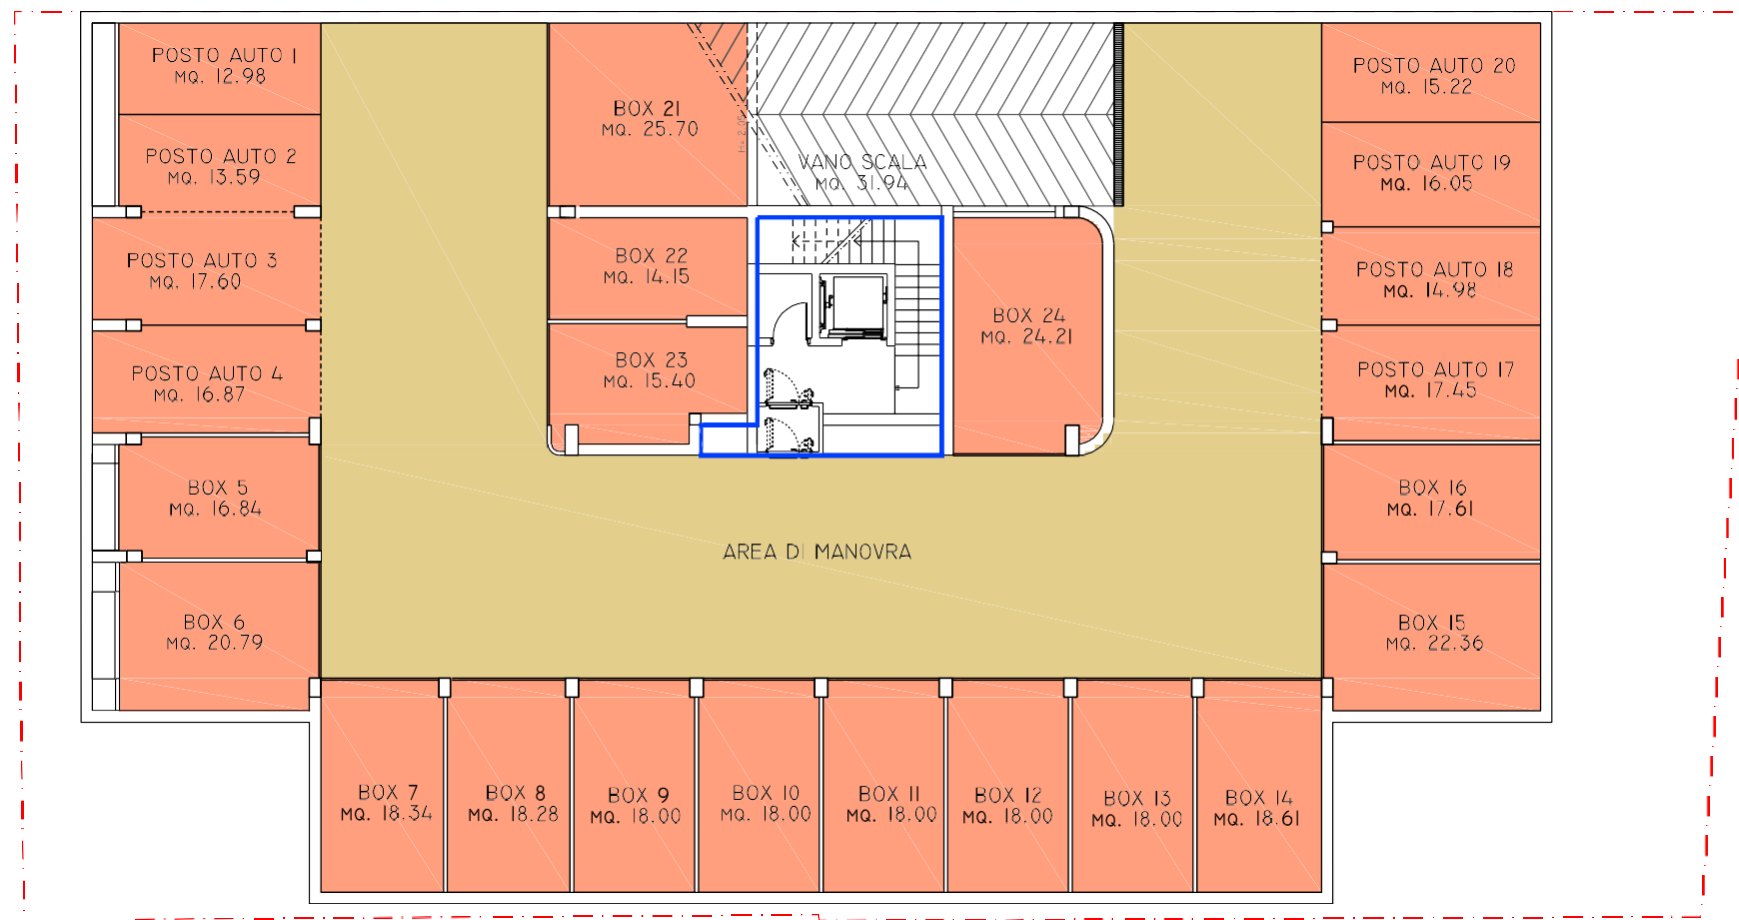 POSTO AUTO 1
MQ. 12.98
POSTO AUTO 2
MQ. 13.59
POSTO AUTO 3
MQ. 17.60
POSTO AUTO 4
MQ. 16.87
BOX 5
MQ. 16.84
BOX 6
MQ. 20.79
BOX 21
MQ. 25.70
BOX 22
MQ. 14.15
BOX 23
MQ. 15.40
VANO SCALA
MQ. 31.94
BOX 24
MQ. 24.21
AREA DI MANOVRA
POSTO AUTO 20
MQ. 15.22
POSTO AUTO 19
MQ. 16.05
POSTO AUTO 18
MQ. 14.98
POSTO AUTO 17
MQ. 17.45
BOX 16
MQ. 17.61
BOX 15
MQ. 22.36
BOX 7
MQ. 18.34
BOX 8
MQ. 18.28
BOX 9
MQ. 18.00
BOX 10
MQ. 18.00
BOX 11
MQ. 18.00
BOX 12
MQ. 18.00
BOX 13
MQ. 18.00
BOX 14
MQ. 18.61